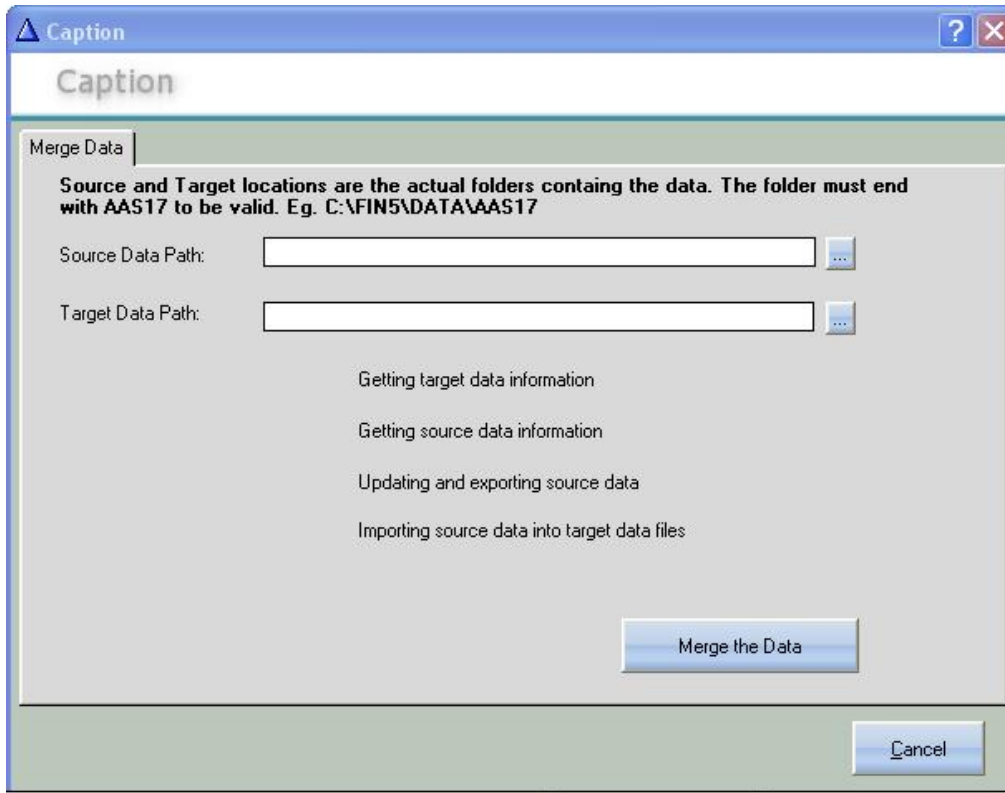 Caption
Caption
Merge Data
Source and Target locations are the actual folders containg the data. The folder must end
with AAS17 to be valid. Eg. C:\FIN5\DATA\AAS17
Source Data Path:
...
Target Data Path:
...
Getting target data information
Getting source data information
Updating and exporting source data
Importing source data into target data files
Merge the Data
Cancel